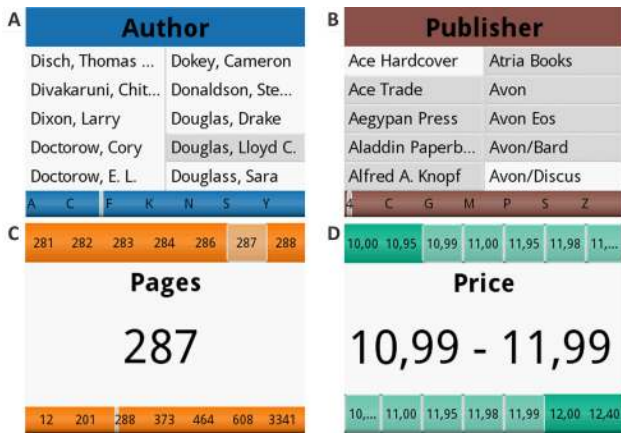 A Author
Disch, Thomas ... Dokey, Cameron
Divakaruni, Chit... Donaldson, Ste...
Dixon, Larry Douglas, Drake
Doctorow, Cory Douglas, Lloyd C.
Doctorow, E. L. Douglass, Sara
A C F K N S Y
B Publisher
Ace Hardcover Atria Books
Ace Trade Avon
Aegypan Press Avon Eos
Aladdin Paperb... Avon/Bard
Alfred A. Knopf Avon/Discus
4 C G M P S Z
C 281 282 283 284 286 287 288
Pages
287
12 201 288 373 464 608 3341
D 10,00 10,95 10,99 11,00 11,95 11,98 11,...
Price
10,99 - 11,99
10,... 11,00 11,95 11,98 11,99 12,00 12,40